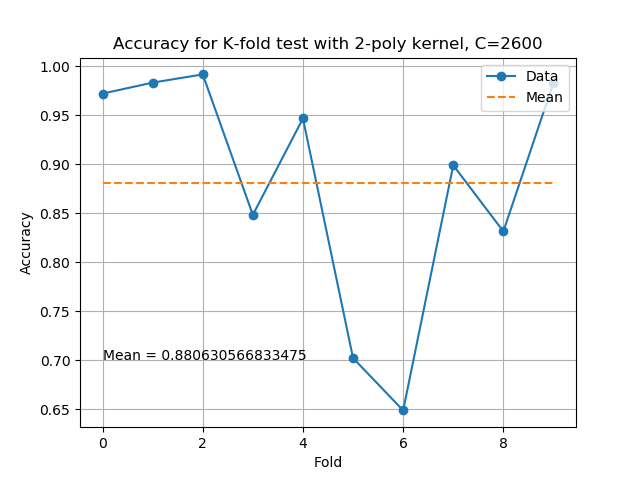 Accuracy for K-fold test with 2-poly kernel, C=2600
1.00
0.95
0.90
0.85
0.80
0.75
0.70
0.65
Accuracy
Data
Mean
Mean = 0.880630566833475
0 2 4 6 8
Fold